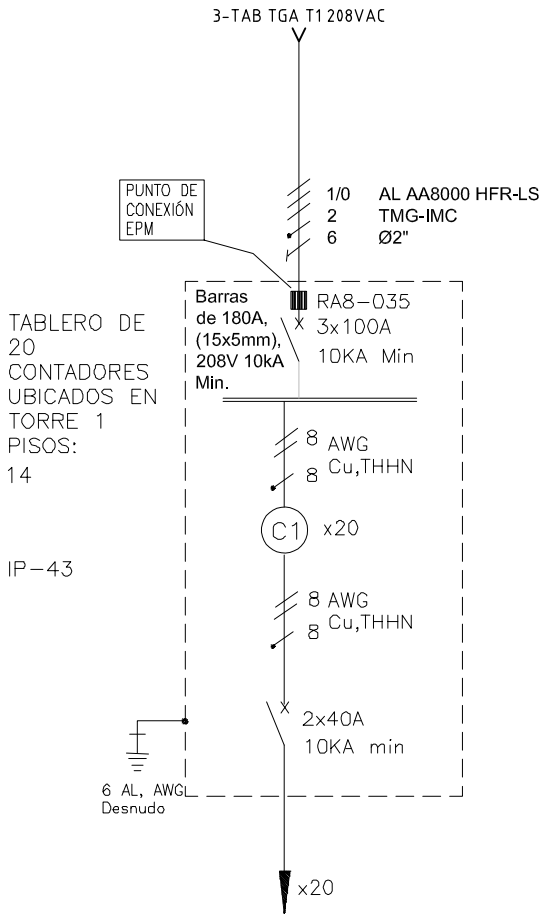 3-TAB TGA T1 208VAC
PUNTO DE
CONEXIÓN
EPM
1/0 AL AA8000 HFR-LS
2 TMG-IMC
6 Ø2"
Barras
de 180A,
(15x5mm),
208V 10kA
Min.
RA8-035
3x100A
10KA Min
TABLERO DE
20
CONTADORES
UBICADOS EN
TORRE 1
PISOS:
14
IP-43
8 AWG
8 Cu,THHN
C1 x20
8 AWG
8 Cu,THHN
2x40A
10KA min
6 AL, AWG
Desnudo
x20